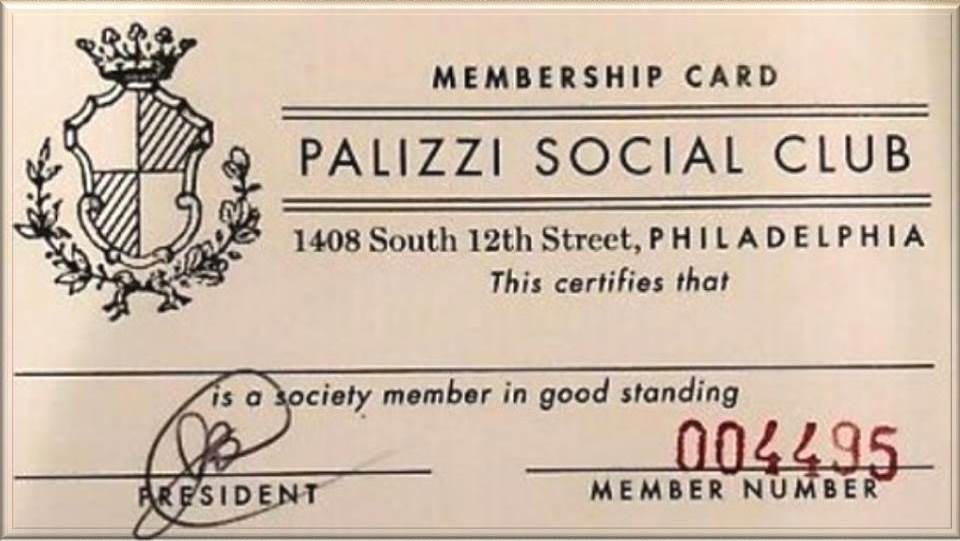 MEMBERSHIP CARD
PALIZZI SOCIAL CLUB
1408 South 12th Street, PHILADELPHIA
This certifies that
is a society member in good standing
004495
PRESIDENT
MEMBER NUMBER